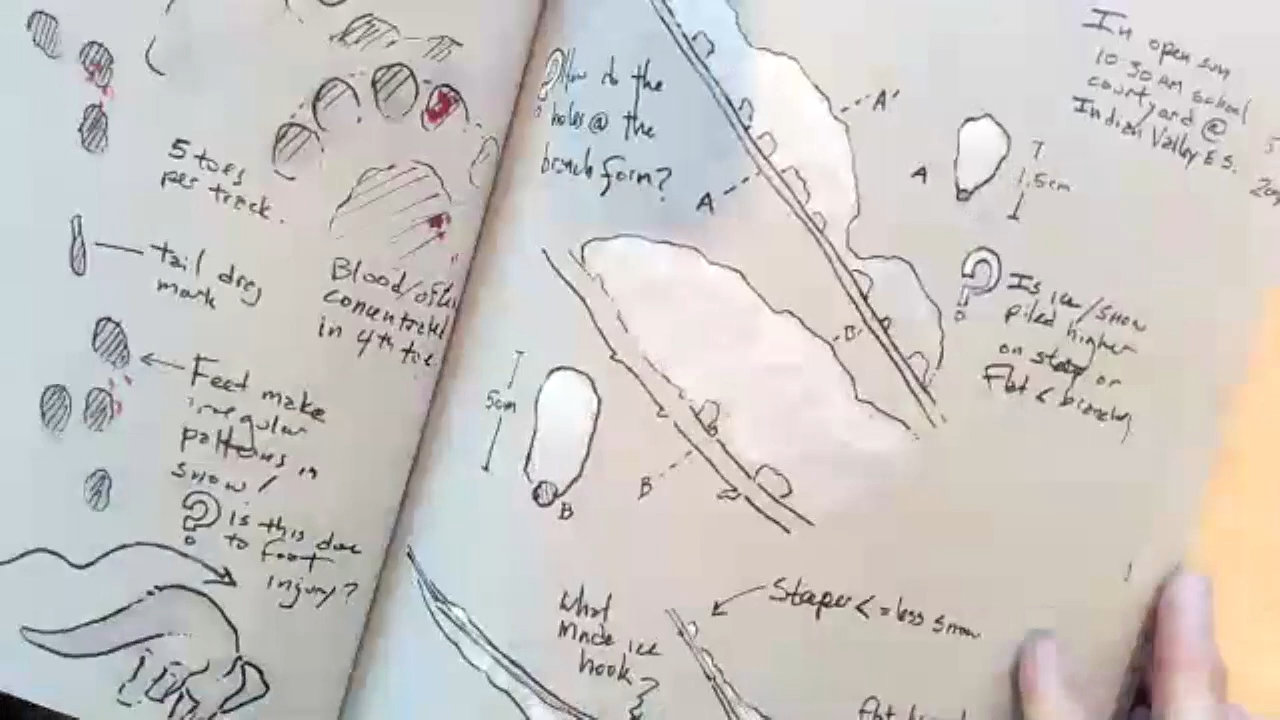 5 toes
per track.
tail drag
mark
Blood/often
concentrated
in 4th toe
Feet make
irregular
patterns in
snow!
? is this due
to foot
injury?
? How do the
holes @ the
branch form?
A'
A
B
B
5cm
B
A
1.5cm
In open sun
10:30 AM school
courtyard @
Indian Valley E.S.
? Is ice/snow
piled higher
on steep or
flat < branches
What
made ice
hook?
Steeper < = less snow